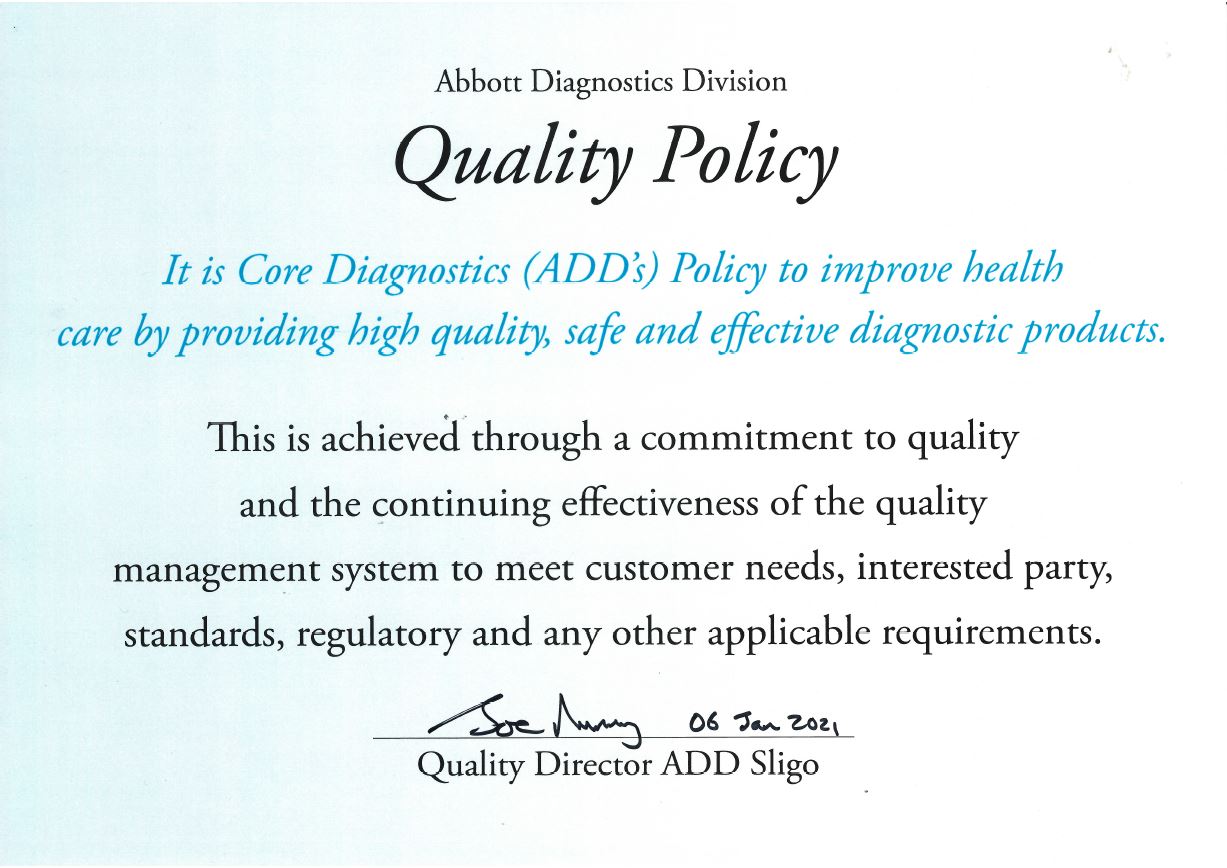 Abbott Diagnostics Division
Quality Policy
It is Core Diagnostics (ADD’s) Policy to improve health
care by providing high quality, safe and effective diagnostic products.
This is achieved through a commitment to quality
and the continuing effectiveness of the quality
management system to meet customer needs, interested party,
standards, regulatory and any other applicable requirements.
Joe 06 Jan 2021
Quality Director ADD Sligo